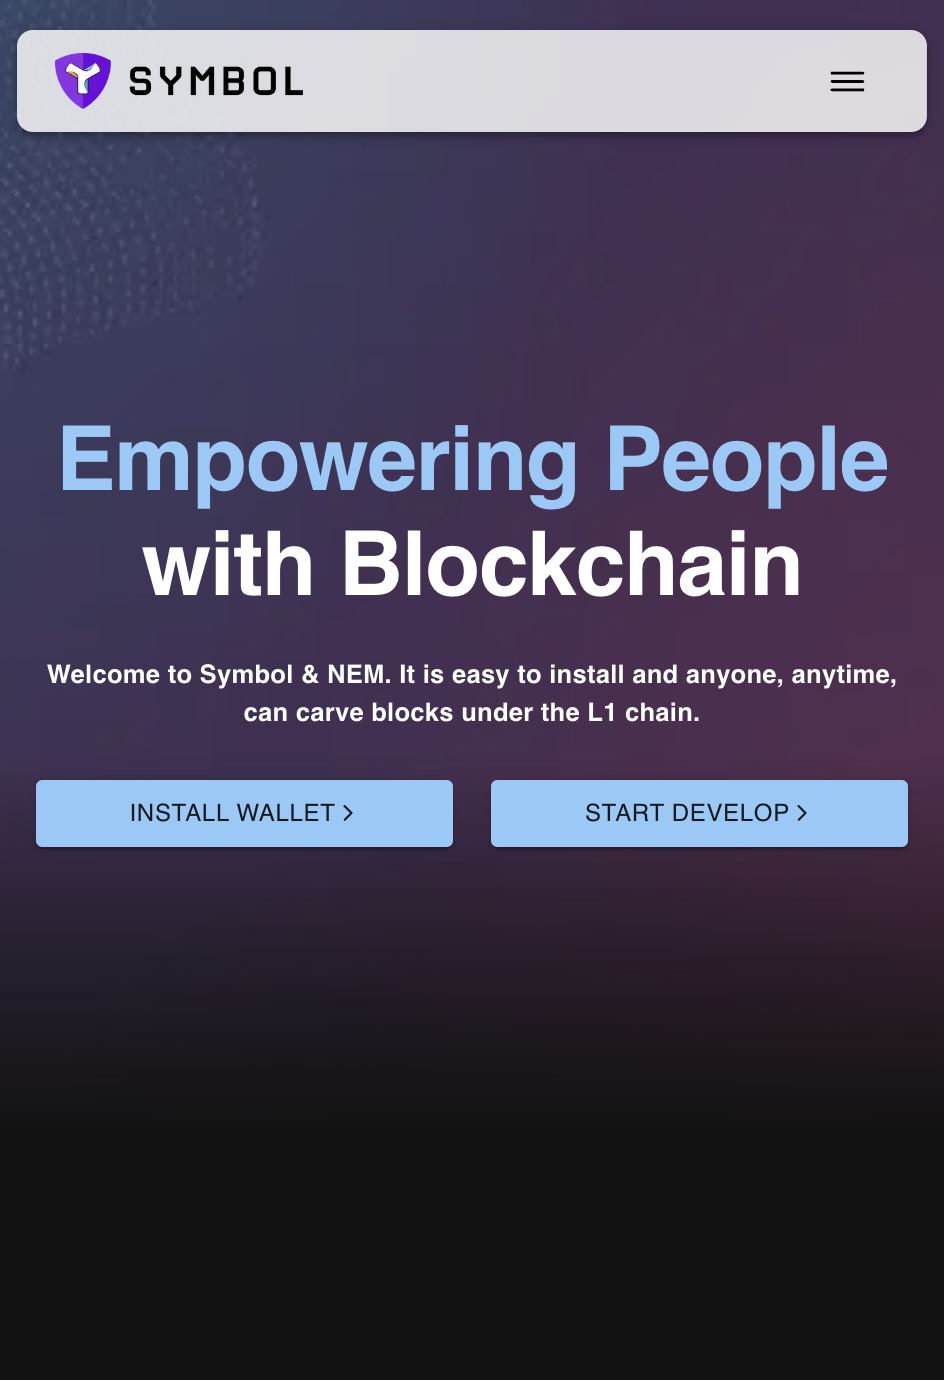 SYMBOL
Empowering People
with Blockchain
Welcome to Symbol & NEM. It is easy to install and anyone, anytime,
can carve blocks under the L1 chain.
INSTALL WALLET >
START DEVELOP >